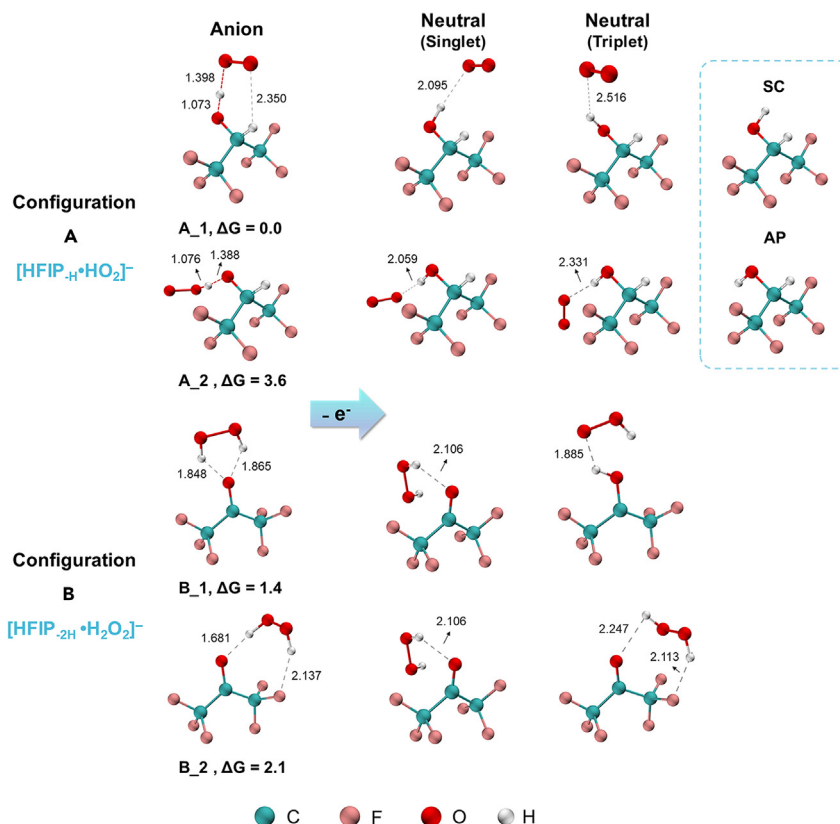 Anion
Neutral
(Singlet)
Neutral
(Triplet)
1.398
1.073
2.350
2.095
2.516
SC
Configuration
A
[HFIP-H•HO2]–
A_1, ΔG = 0.0
AP
1.076
1.388
2.059
2.331
A_2 , ΔG = 3.6
- e-
1.848
1.865
2.106
1.885
Configuration
B
[HFIP-2H •H2O2]–
B_1, ΔG = 1.4
1.681
2.137
2.106
2.247
2.113
B_2 , ΔG = 2.1
C F O H